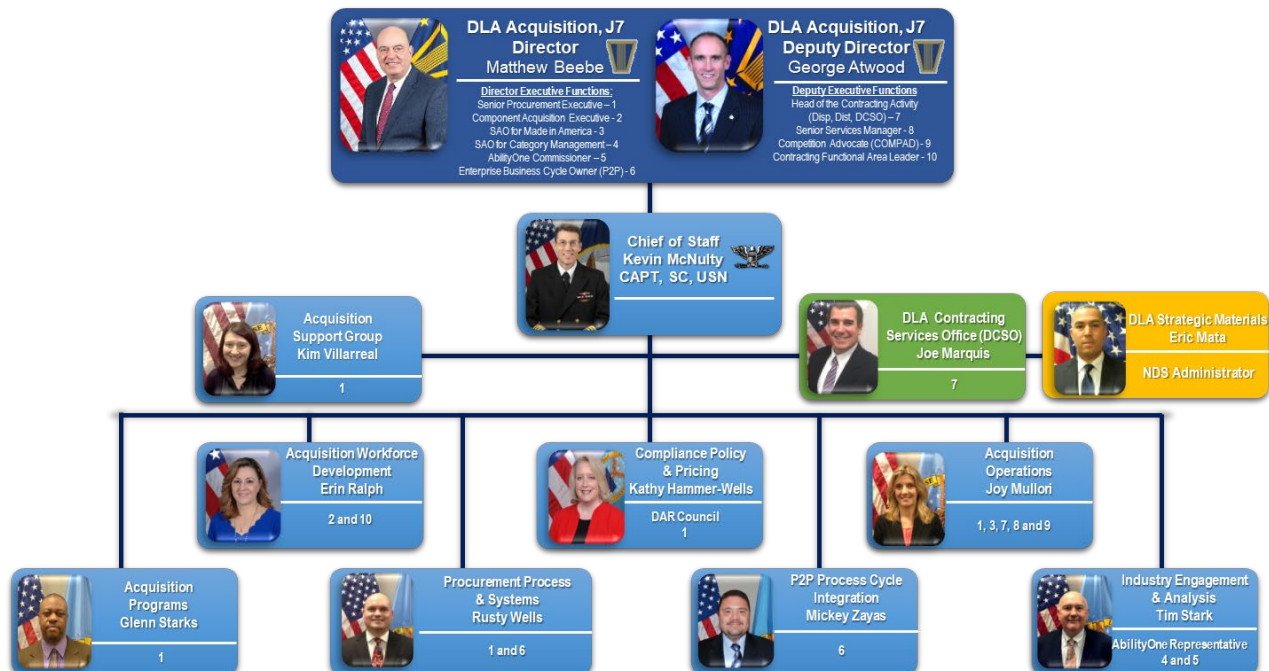 DLA Acquisition, J7
Director
Matthew Beebe
Director Executive Functions:
Senior Procurement Executive – 1
Component Acquisition Executive - 2
SAO for Made in America - 3
SAO for Category Management – 4
AbilityOne Commissioner – 5
Enterprise Business Cycle Owner (P2P) - 6
DLA Acquisition, J7
Deputy Director
George Atwood
Deputy Executive Functions
Head of the Contracting Activity
(Disp, Dist, DCSO) – 7
Senior Services Manager - 8
Competition Advocate (COMPAD) - 9
Contracting Functional Area Leader - 10
Chief of Staff
Kevin McNulty
CAPT, SC, USN
Acquisition
Support Group
Kim Villarreal
1
DLA Contracting
Services Office (DCSO)
Joe Marquis
7
DLA Strategic Materials
Eric Mata
NDS Administrator
Acquisition Workforce
Development
Erin Ralph
2 and 10
Compliance Policy
& Pricing
Kathy Hammer-Wells
DAR Council
1
Acquisition
Operations
Joy Mullori
1, 3, 7, 8 and 9
Acquisition
Programs
Glenn Starks
1
Procurement Process
& Systems
Rusty Wells
1 and 6
P2P Process Cycle
Integration
Mickey Zayas
6
Industry Engagement
& Analysis
Tim Stark
AbilityOne Representative
4 and 5